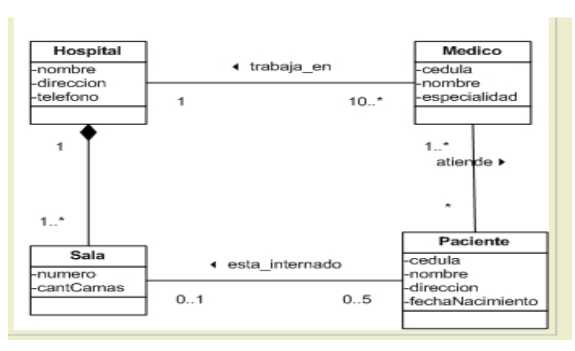 Hospital
-nombre
-direccion
-telefono
◄ trabaja_en
1
10..*
Medico
-cedula
-nombre
-especialidad
1
1..*
1..*
atiende ►
*
Sala
-numero
-cantCamas
◄ esta_internado
0..1
0..5
Paciente
-cedula
-nombre
-direccion
-fechaNacimiento